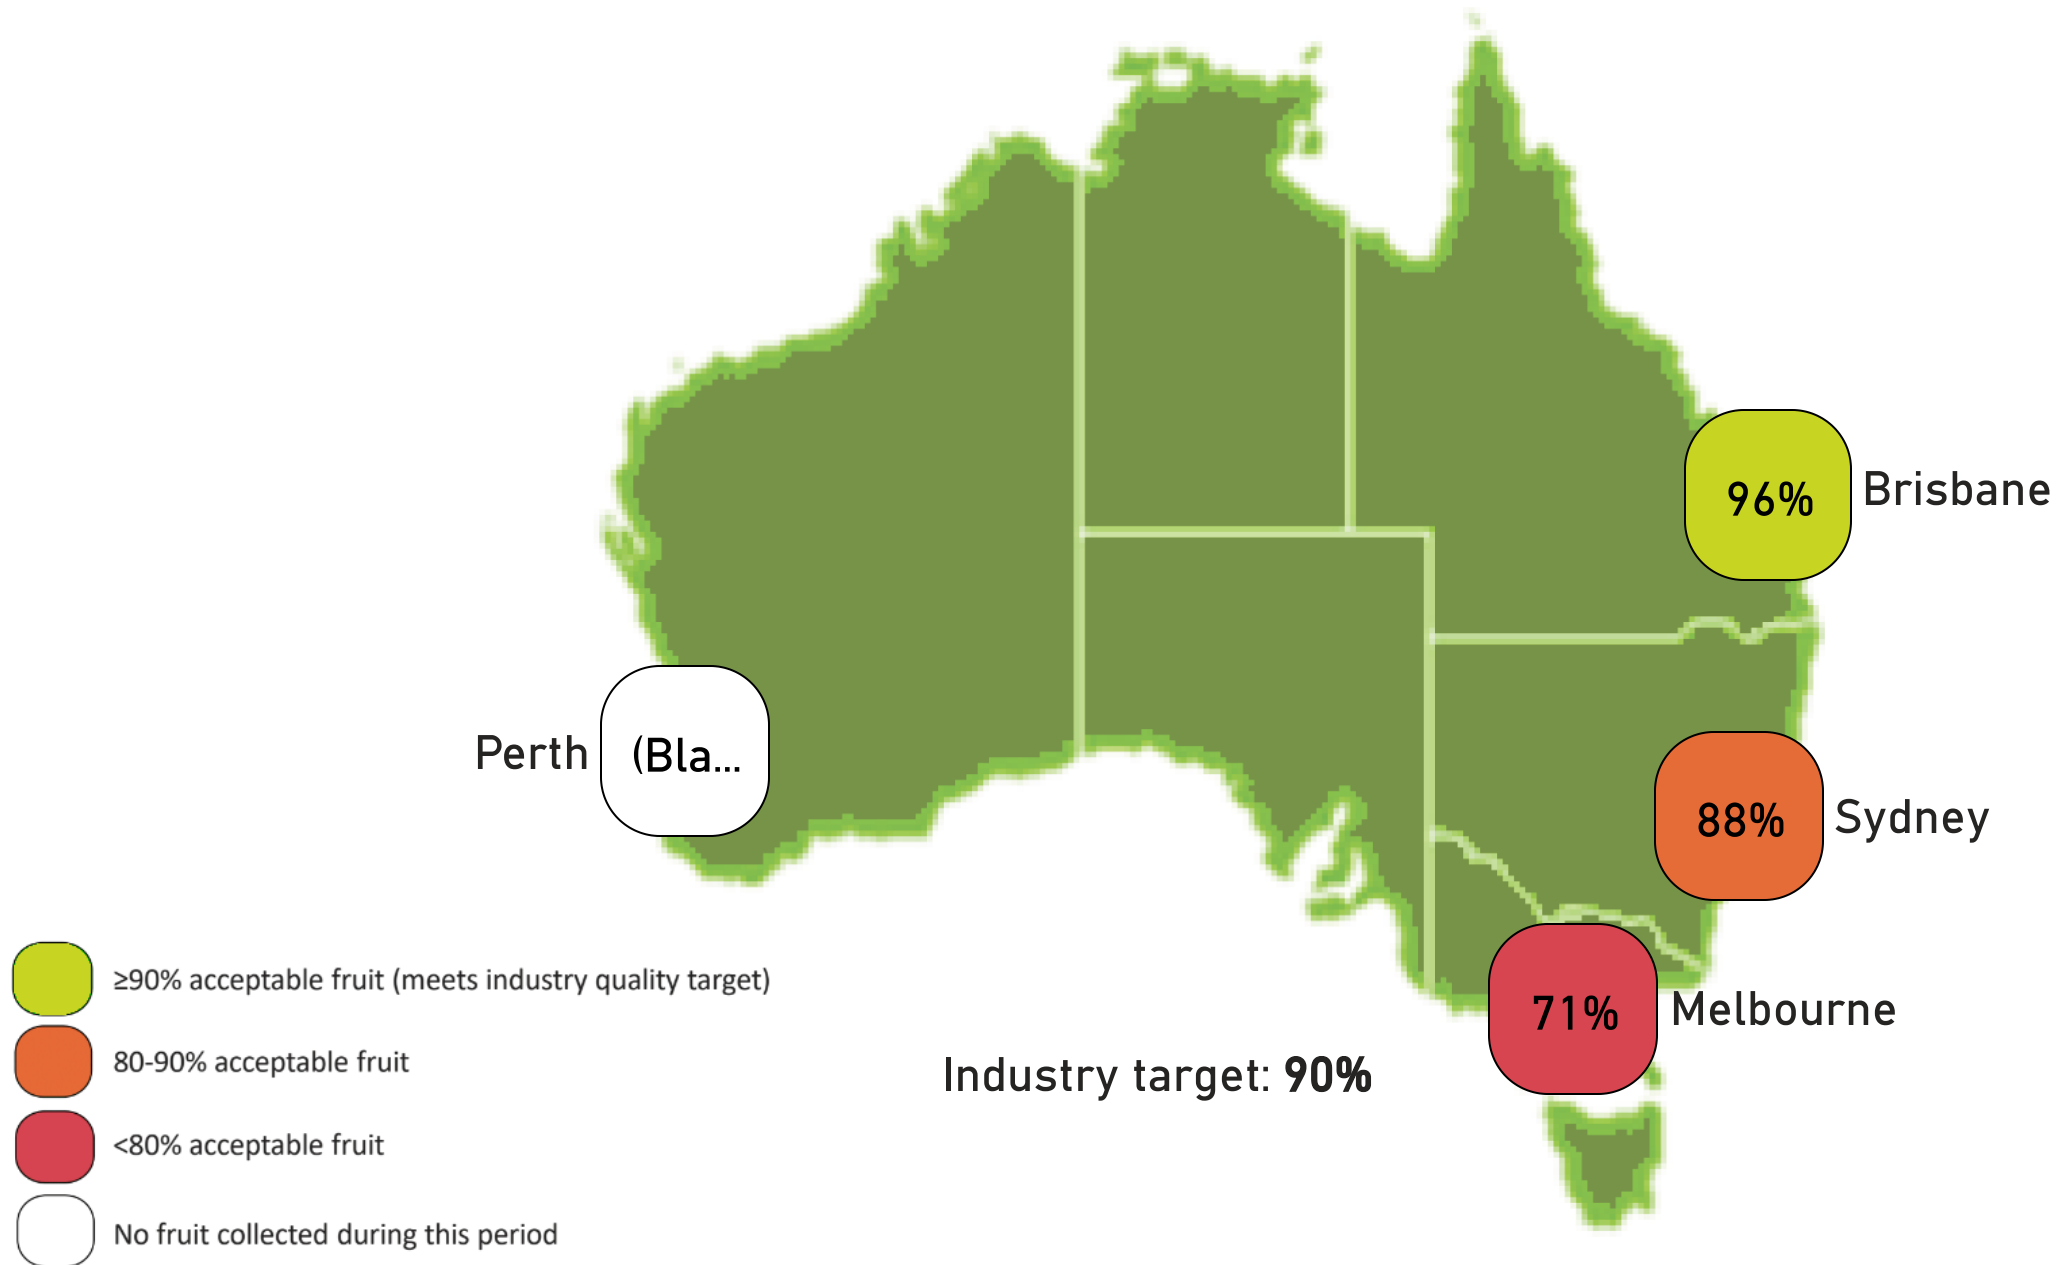 96%
Brisbane
Perth
(Bla...
88%
Sydney
71%
Melbourne
Industry target: 90%
≥90% acceptable fruit (meets industry quality target)
80-90% acceptable fruit
<80% acceptable fruit
No fruit collected during this period